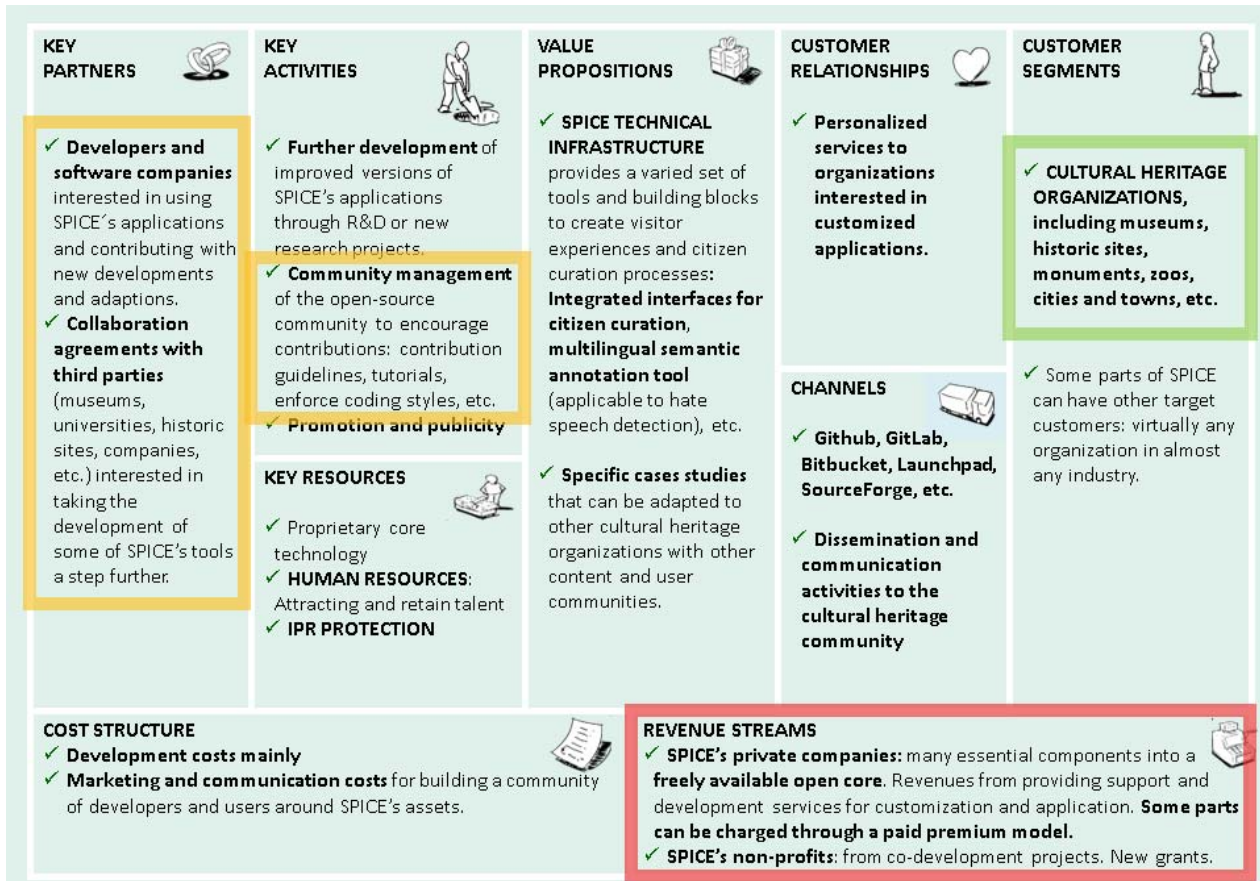 KEY
PARTNERS
✓ Developers and
software companies
interested in using
SPICE´s applications
and contributing with
new developments
and adaptions.
✓ Collaboration
agreements with
third parties
(museums,
universities, historic
sites, companies,
etc.) interested in
taking the
development of
some of SPICE’s tools
a step further.
KEY
ACTIVITIES
✓ Further development of
improved versions of
SPICE’s applications
through R&D or new
research projects.
✓ Community management
of the open-source
community to encourage
contributions: contribution
guidelines, tutorials,
enforce coding styles, etc.
✓ Promotion and publicity
KEY RESOURCES
✓ Proprietary core
technology
✓ HUMAN RESOURCES:
Attracting and retain talent
✓ IPR PROTECTION
VALUE
PROPOSITIONS
✓ SPICE TECHNICAL
INFRASTRUCTURE
provides a varied set of
tools and building blocks
to create visitor
experiences and citizen
curation processes:
Integrated interfaces for
citizen curation,
multilingual semantic
annotation tool
(applicable to hate
speech detection), etc.
✓ Specific cases studies
that can be adapted to
other cultural heritage
organizations with other
content and user
communities.
CUSTOMER
RELATIONSHIPS
✓ Personalized
services to
organizations
interested in
customized
applications.
CHANNELS
✓ Github, GitLab,
Bitbucket, Launchpad,
SourceForge, etc.
✓ Dissemination and
communication
activities to the
cultural heritage
community
CUSTOMER
SEGMENTS
✓ CULTURAL HERITAGE
ORGANIZATIONS,
including museums,
historic sites,
monuments, zoos,
cities and towns, etc.
✓ Some parts of SPICE
can have other target
customers: virtually any
organization in almost
any industry.
COST STRUCTURE
✓ Development costs mainly
✓ Marketing and communication costs for building a community
of developers and users around SPICE’s assets.
REVENUE STREAMS
✓ SPICE’s private companies: many essential components into a
freely available open core. Revenues from providing support and
development services for customization and application. Some parts
can be charged through a paid premium model.
✓ SPICE’s non-profits: from co-development projects. New grants.